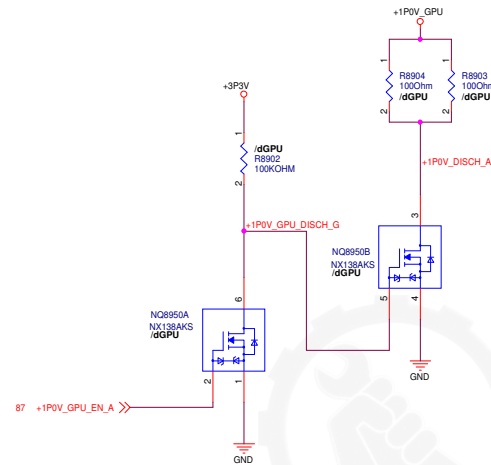 +1P0V_GPU
1
1
R8904
100Ohm
/dGPU
R8903
100Ohm
/dGPU
2
2
+3P3V
1
/dGPU
R8902
100KOHM
2
+1P0V_DISCH_A
+1P0V_GPU_DISCH_G
3
NQ8950B
NX138AKS
/dGPU
5
4
GND
6
NQ8950A
NX138AKS
/dGPU
2
1
87 +1P0V_GPU_EN_A
GND